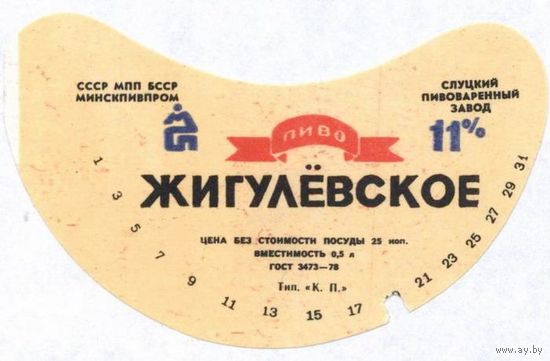 СССР МПП БССР
МИНСКПИВПРОМ
СЛУЦКИЙ
ПИВОВАРЕННЫЙ
ЗАВОД
11%
ПИВО
ЖИГУЛЁВСКОЕ
ЦЕНА БЕЗ СТОИМОСТИ ПОСУДЫ 25 коп.
ВМЕСТИМОСТЬ 0,5 л
ГОСТ 3473—78
Тип. «К. П.»
1 3 5 7 9 11 13 15 17 21 23 25 27 29 31
www.ay.by